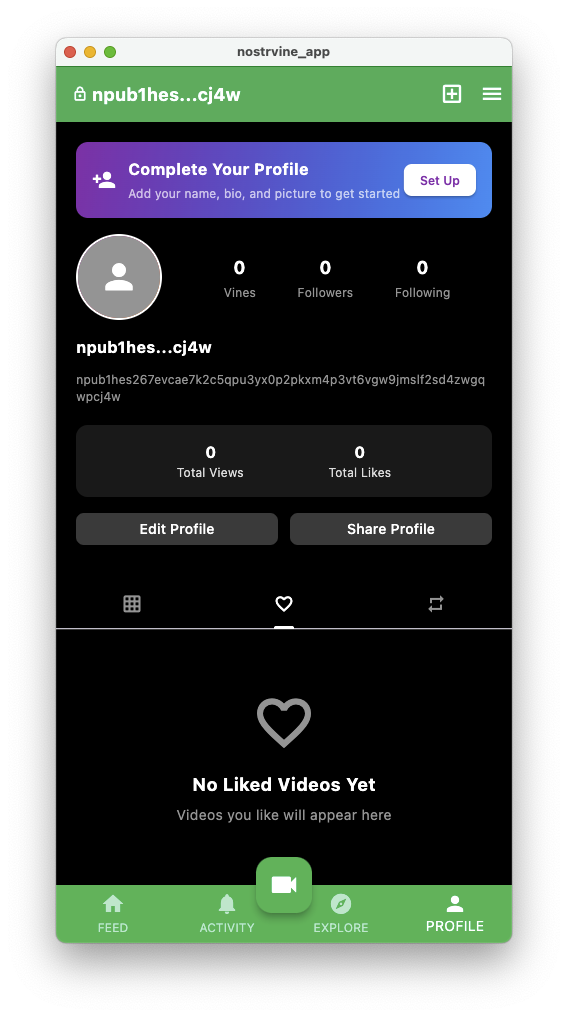 nostrvine_app
npub1hes...cj4w
Complete Your Profile
Add your name, bio, and picture to get started
Set Up
0 0 0
Vines Followers Following
npub1hes...cj4w
npub1hes267evcae7k2c5qpu3yx0p2pkxm4p3vt6vgw9jmslf2sd4zwgq
wpcj4w
0 0
Total Views Total Likes
Edit Profile Share Profile
No Liked Videos Yet
Videos you like will appear here
FEED ACTIVITY EXPLORE PROFILE